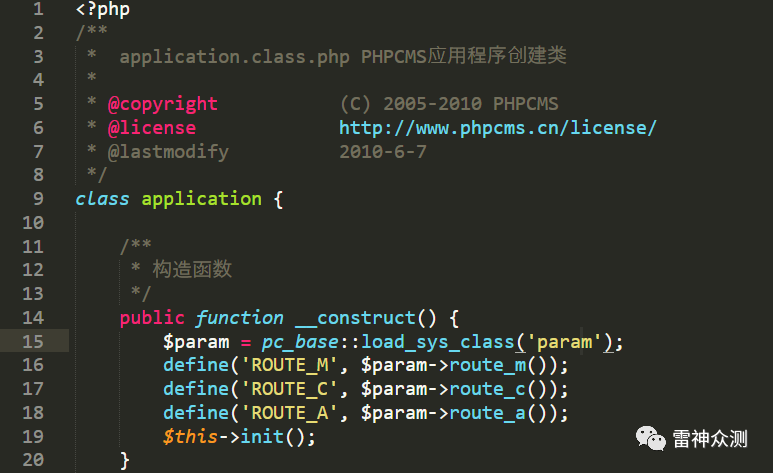 1 <?php
2 /**
3  *  application.class.php PHPCMS应用程序创建类
4  *
5  * @copyright			(C) 2005-2010 PHPCMS
6  * @license				http://www.phpcms.cn/license/
7  * @lastmodify			2010-6-7
8  */
9 class application {
10
11 	/**
12 	 * 构造函数
13 	 */
14 	public function __construct() {
15 		$param = pc_base::load_sys_class('param');
16 		define('ROUTE_M', $param->route_m());
17 		define('ROUTE_C', $param->route_c());
18 		define('ROUTE_A', $param->route_a());
19 		$this->init();
20 	}
雷神众测